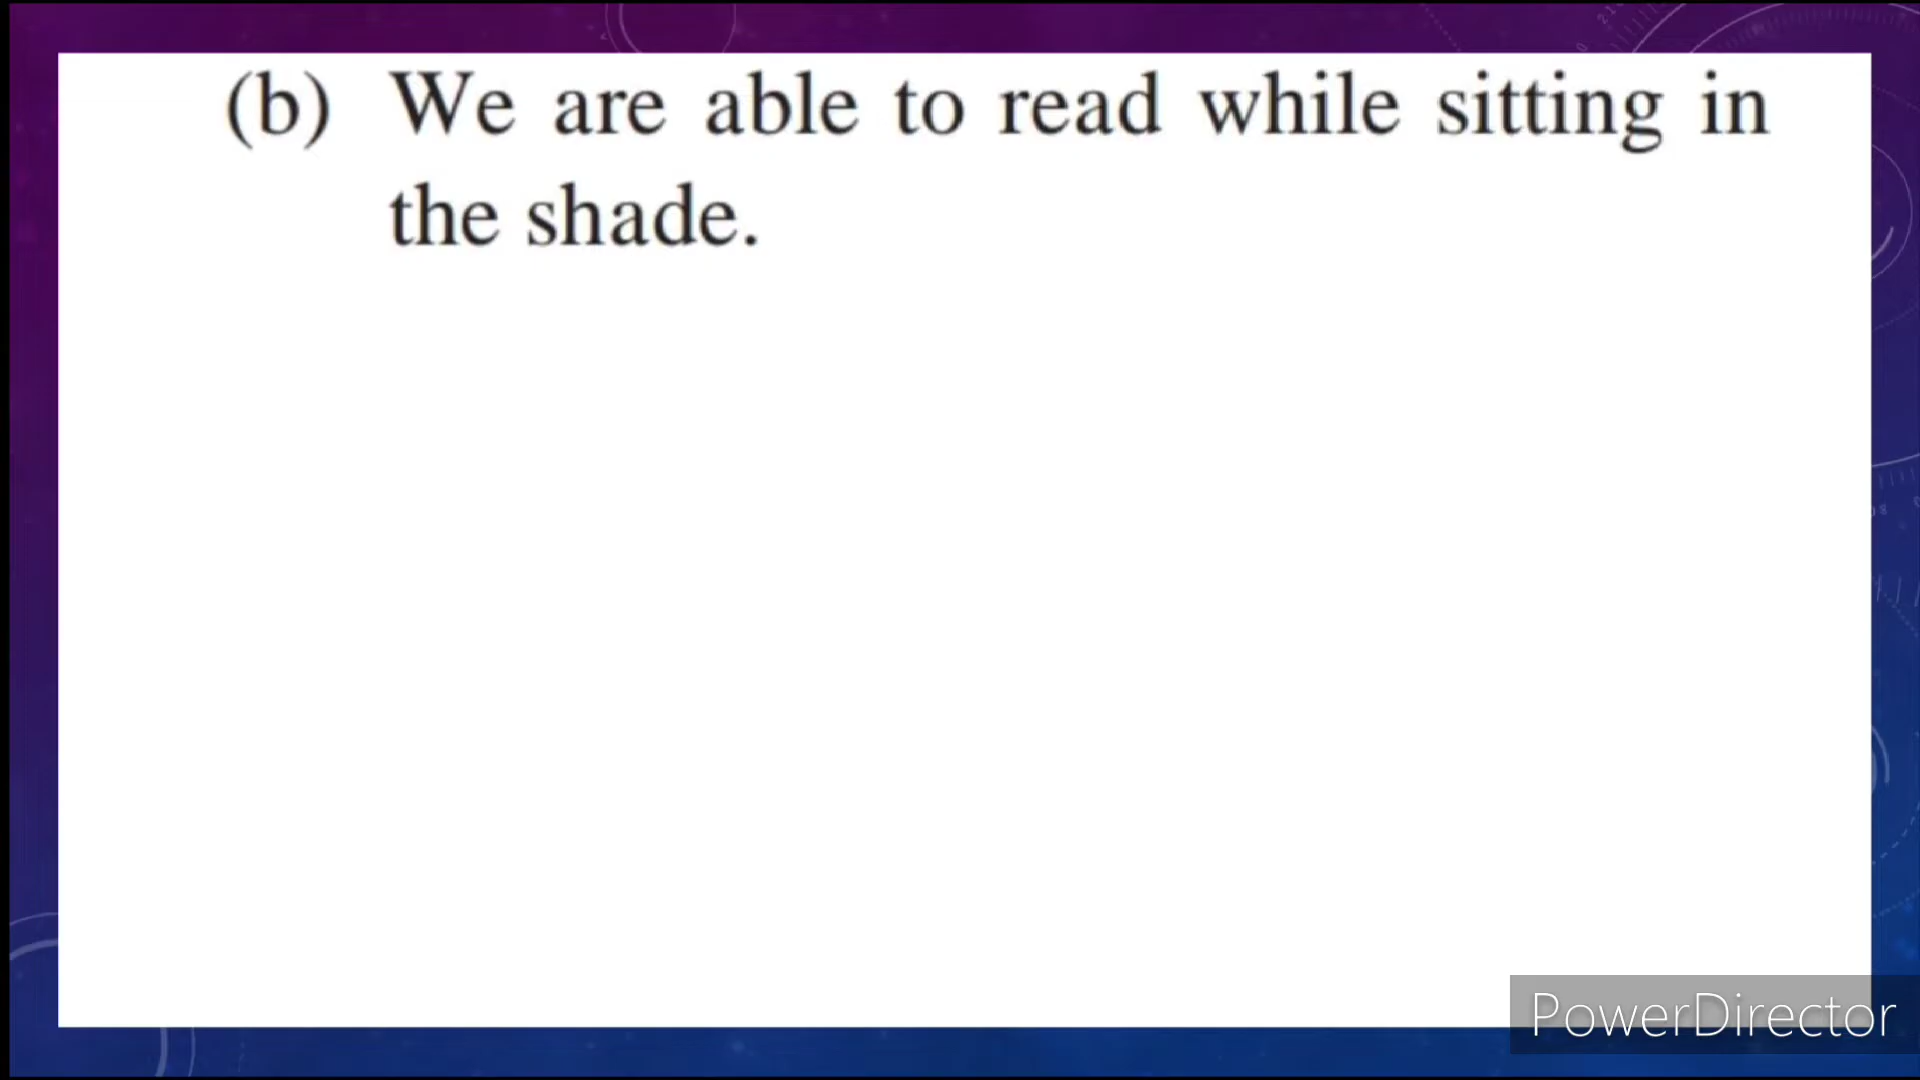 (b) We are able to read while sitting in
the shade.
PowerDirector